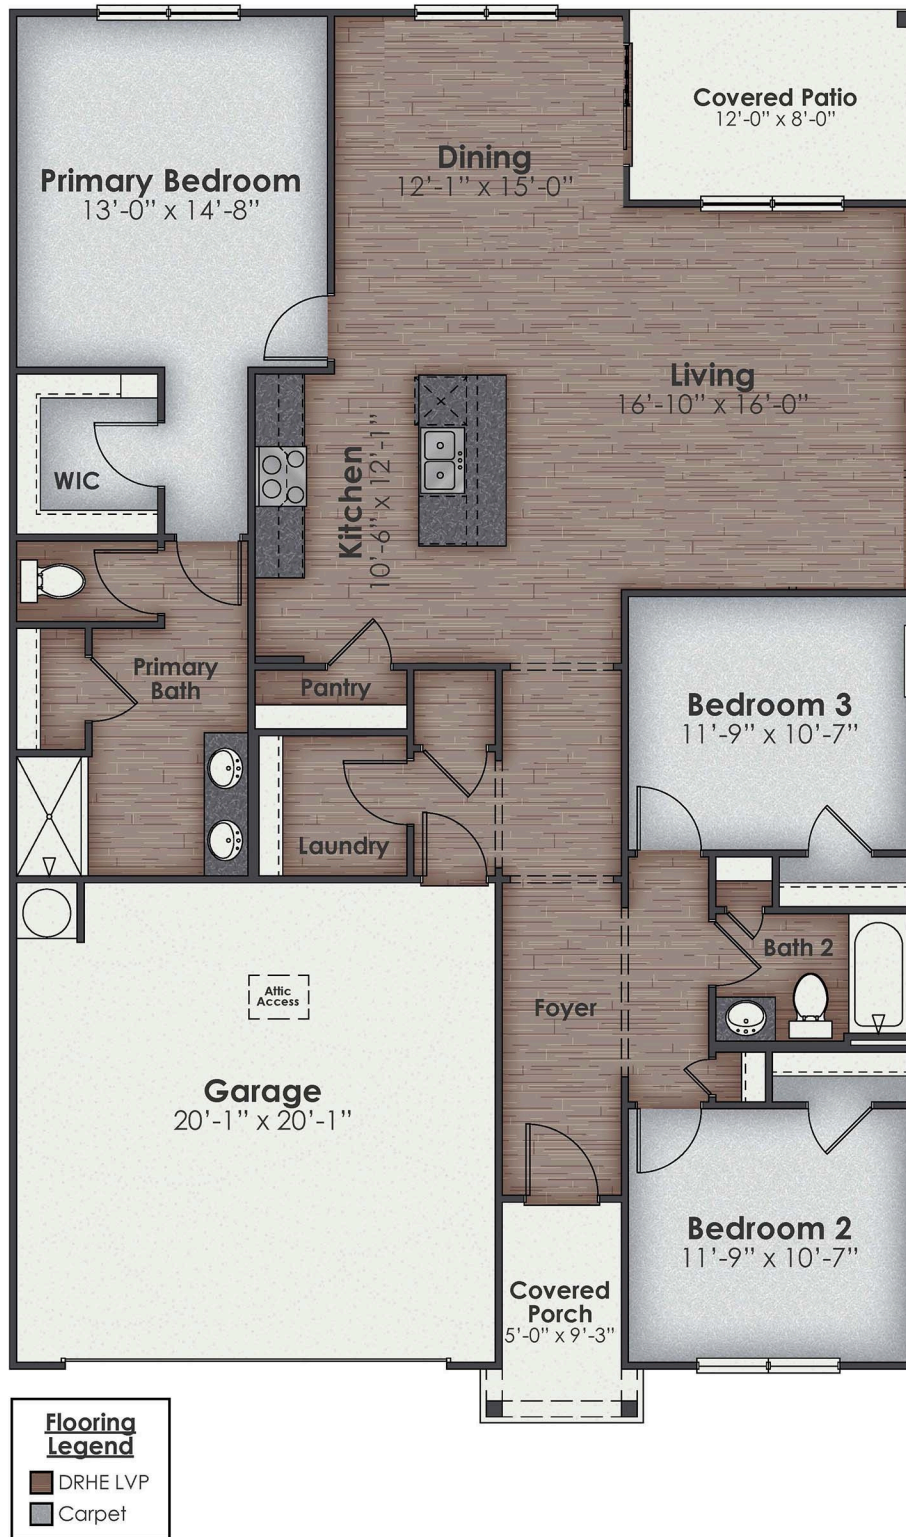 Covered Patio
12'-0" x 8'-0"
Dining
12'-1" x 15'-0"
Primary Bedroom
13'-0" x 14'-8"
Living
16'-10" x 16'-0"
Kitchen
10'-6" x 12'-1"
WIC
Primary
Bath
Pantry
Bedroom 3
11'-9" x 10'-7"
Laundry
Bath 2
Attic
Access
Foyer
Garage
20'-1" x 20'-1"
Bedroom 2
11'-9" x 10'-7"
Covered
Porch
5'-0" x 9'-3"
Flooring
Legend
DRHE LVP
Carpet